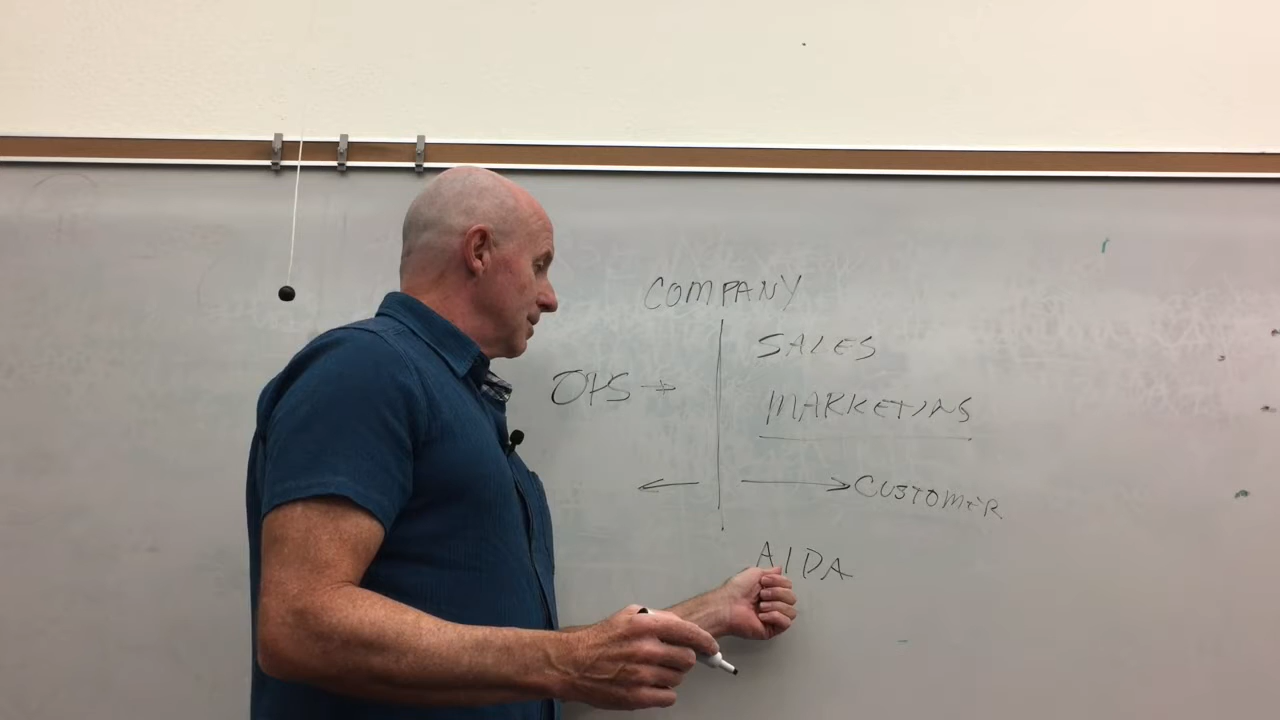 COMPANY
SALES
OPS →
MARKETING
← → CUSTOMER
AIDA